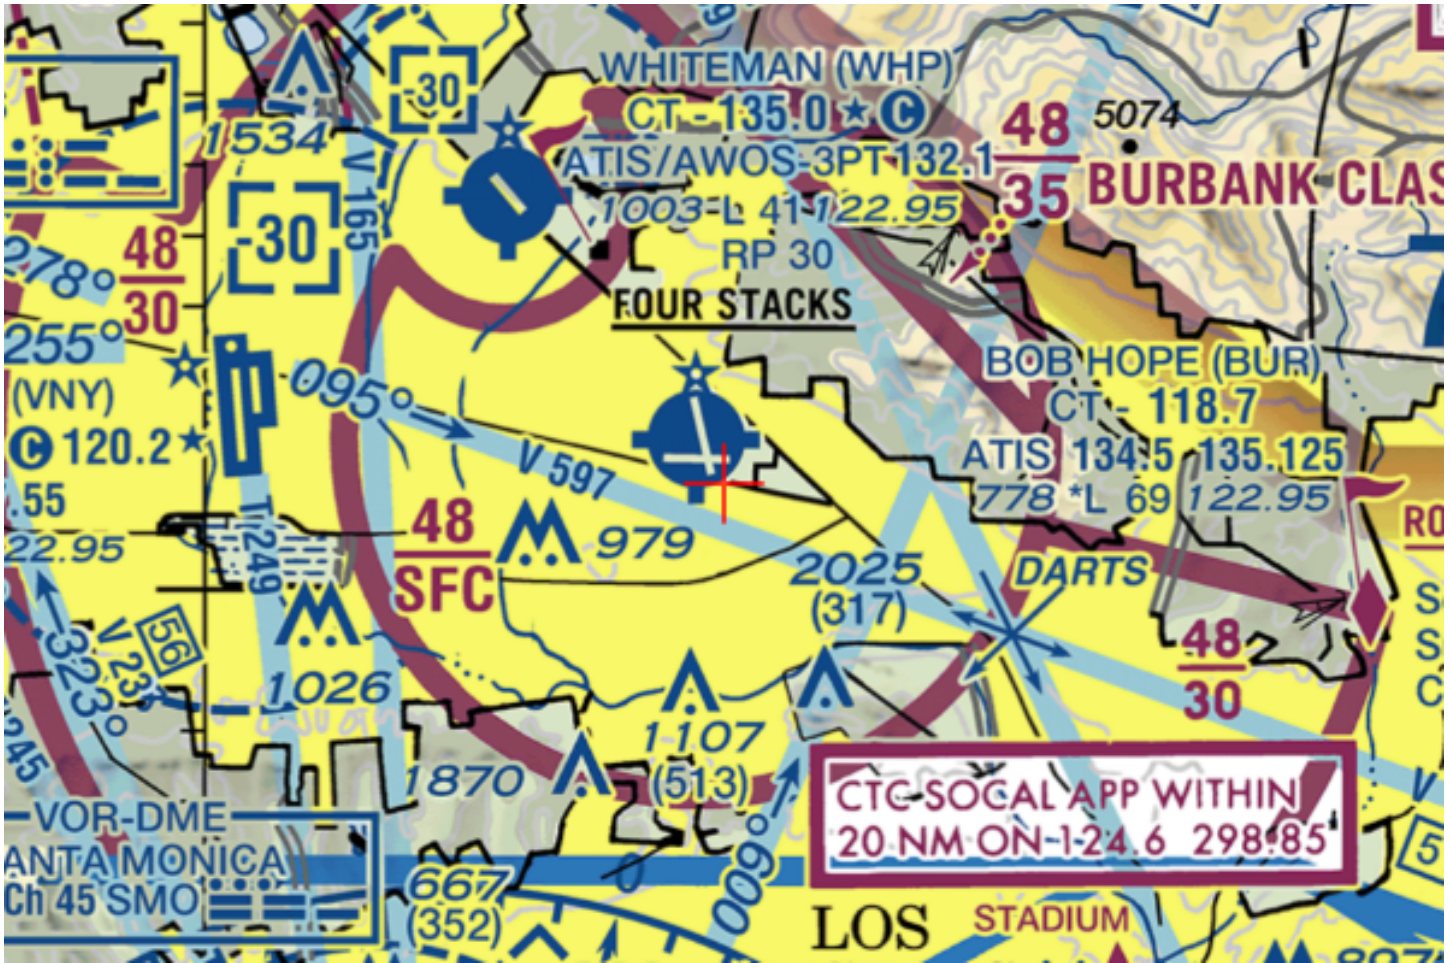 -30
WHITEMAN (WHP)
CT - 135.0 ★ C
ATIS/AWOS-3PT 132.1
1003 L 41 122.95
RP 30
1534
V 165
-30
48
35
5074
BURBANK CLAS
278°
48
30
FOUR STACKS
255°
(VNY)
C 120.2 ★
.55
22.95
095°
V 597
BOB HOPE (BUR)
CT - 118.7
ATIS 134.5 135.125
778 *L 69 122.95
RO
T 249
48
SFC
979
2025
(317)
DARTS
48
30
S
S
C
56
V 23
323°
1026
1107
(513)
1870
CTC SOCAL APP WITHIN
20 NM ON 124.6 298.85
V
5
VOR-DME
ANTA MONICA
Ch 45 SMO
667
(352)
009°
LOS
STADIUM